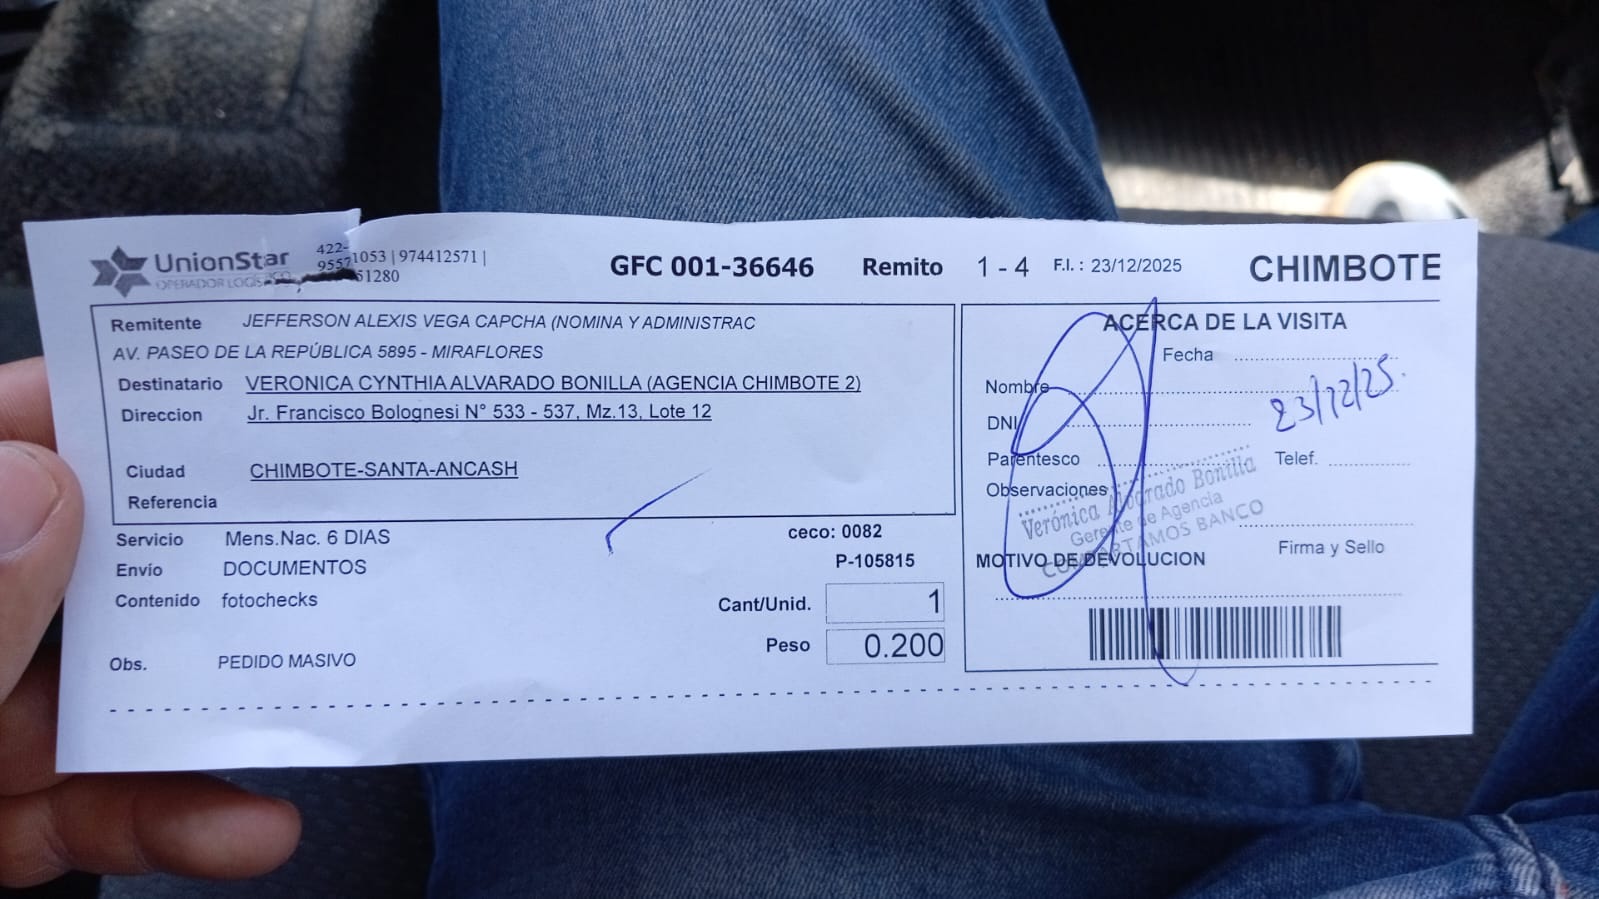 UnionStar
OPERADOR LOGIS
422-
9557 1053 | 974412571 |
51280
GFC 001-36646 Remito 1 - 4 F.I. : 23/12/2025 CHIMBOTE
Remitente JEFFERSON ALEXIS VEGA CAPCHA (NOMINA Y ADMINISTRAC
AV. PASEO DE LA REPÚBLICA 5895 - MIRAFLORES
Destinatario VERONICA CYNTHIA ALVARADO BONILLA (AGENCIA CHIMBOTE 2)
Direccion Jr. Francisco Bolognesi N° 533 - 537, Mz.13, Lote 12
Ciudad CHIMBOTE-SANTA-ANCASH
Referencia
Servicio Mens.Nac. 6 DIAS
Envío DOCUMENTOS
Contenido fotochecks
Obs. PEDIDO MASIVO
ceco: 0082
P-105815
Cant/Unid. 1
Peso 0.200
ACERCA DE LA VISITA
Fecha
23/12/25.
Nombre
DNI
Parentesco Telef.
Observaciones
Verónica Alvarado Bonilla
Gerente de Agencia
COMPARTAMOS BANCO
Firma y Sello
MOTIVO DE DEVOLUCION